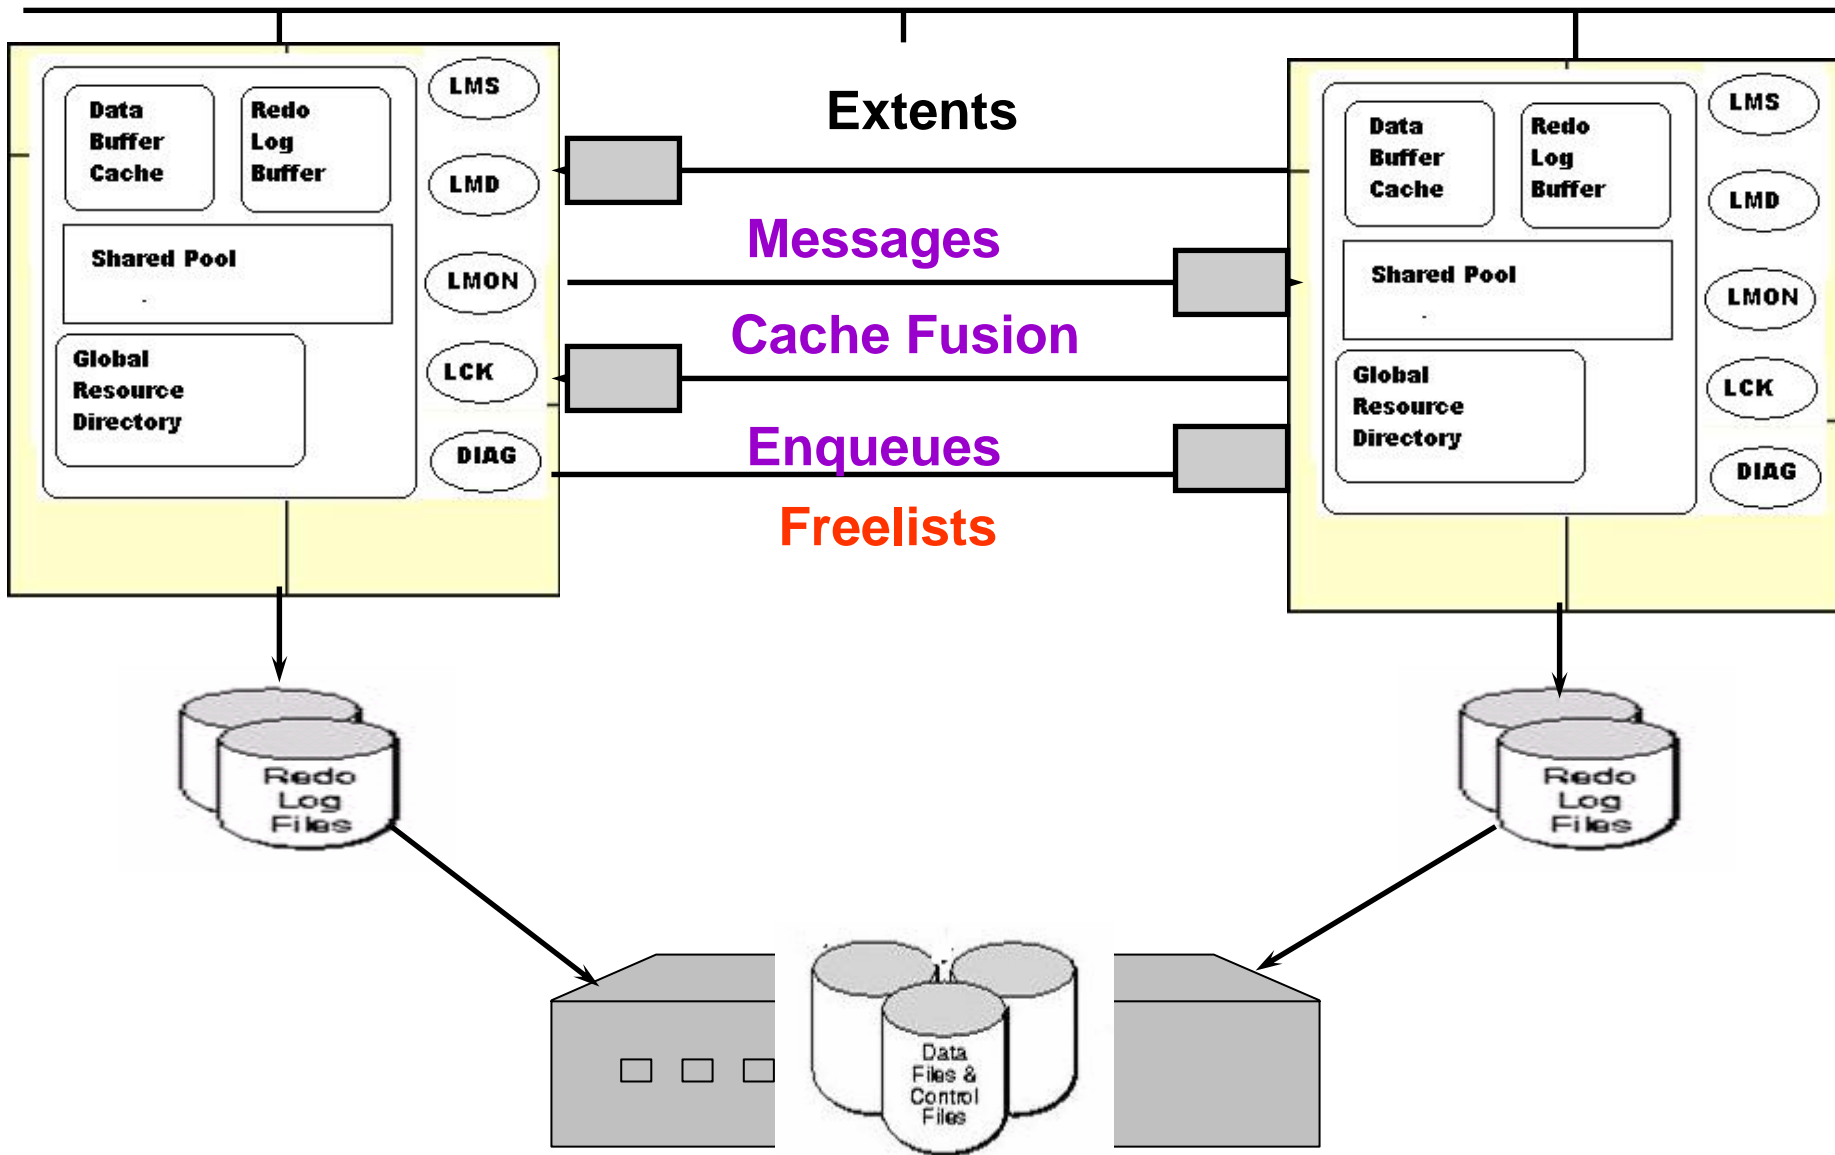 Data
Buffer
Cache
Redo
Log
Buffer
Shared Pool
Global
Resource
Directory
LMS
LMD
LMON
LCK
DIAG
Extents
Messages
Cache Fusion
Enqueues
Freelists
Data
Buffer
Cache
Redo
Log
Buffer
Shared Pool
Global
Resource
Directory
LMS
LMD
LMON
LCK
DIAG
Redo
Log
Files
Redo
Log
Files
Data
Files &
Control
Files